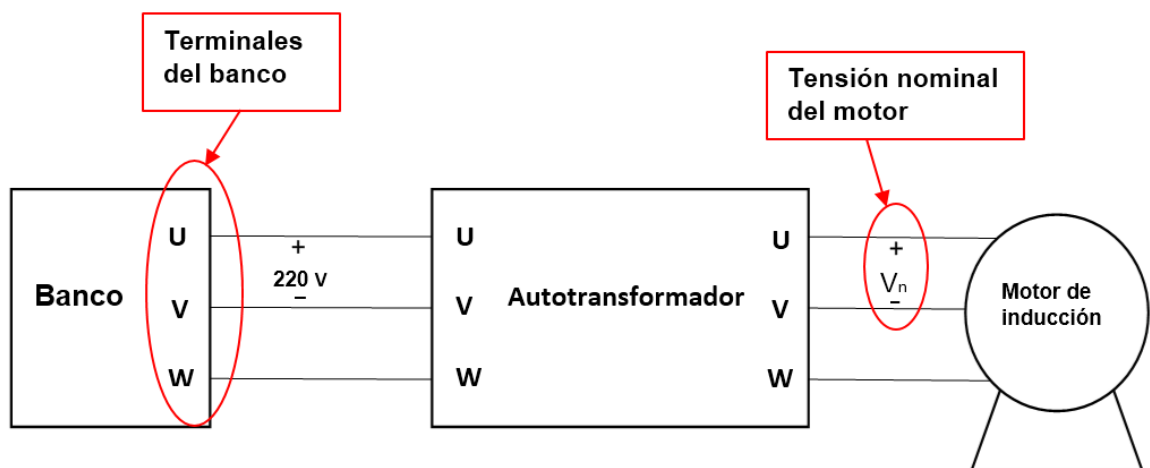 Terminales
del banco
Tensión nominal
del motor
Banco
U
V
W
+
220 V
−
U
V
W
Autotransformador
U
V
W
+
Vn
−
Motor de
inducción